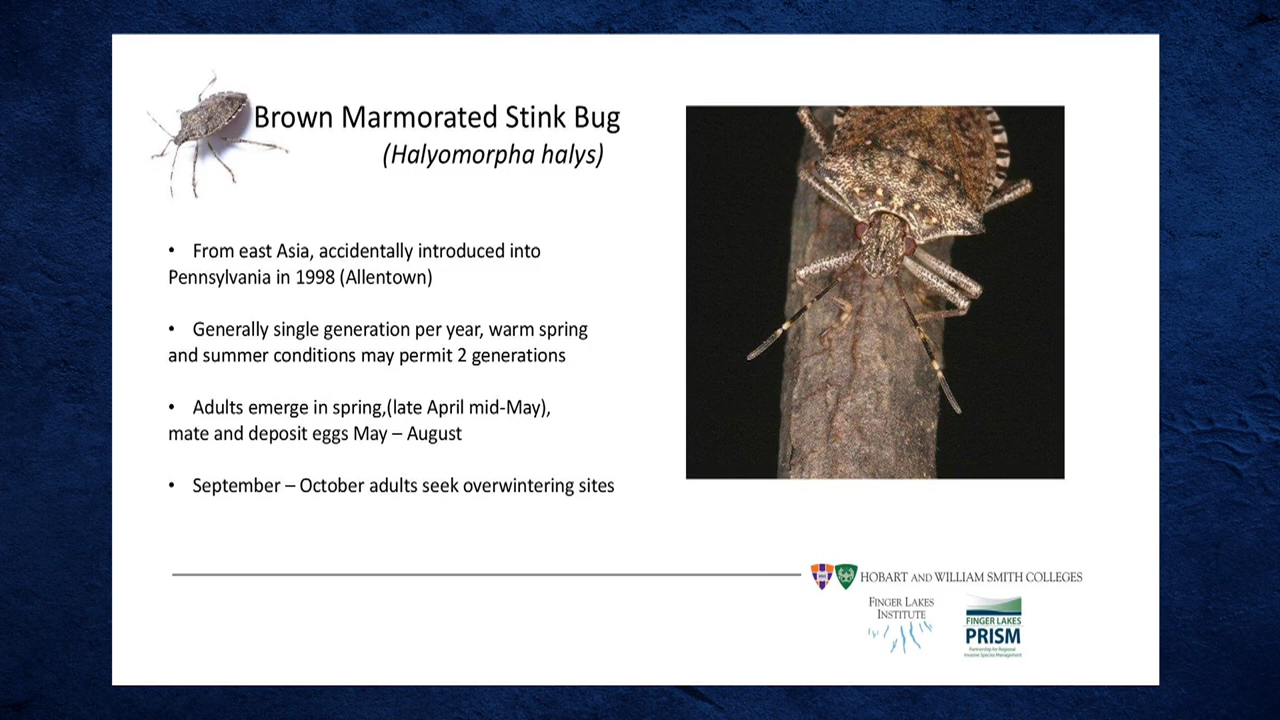 Brown Marmorated Stink Bug
(Halyomorpha halys)
• From east Asia, accidentally introduced into
Pennsylvania in 1998 (Allentown)
• Generally single generation per year, warm spring
and summer conditions may permit 2 generations
• Adults emerge in spring,(late April mid-May),
mate and deposit eggs May – August
• September – October adults seek overwintering sites
HOBART AND WILLIAM SMITH COLLEGES
FINGER LAKES
INSTITUTE
FINGER LAKES
PRISM
Partnership for Regional
Invasive Species Management